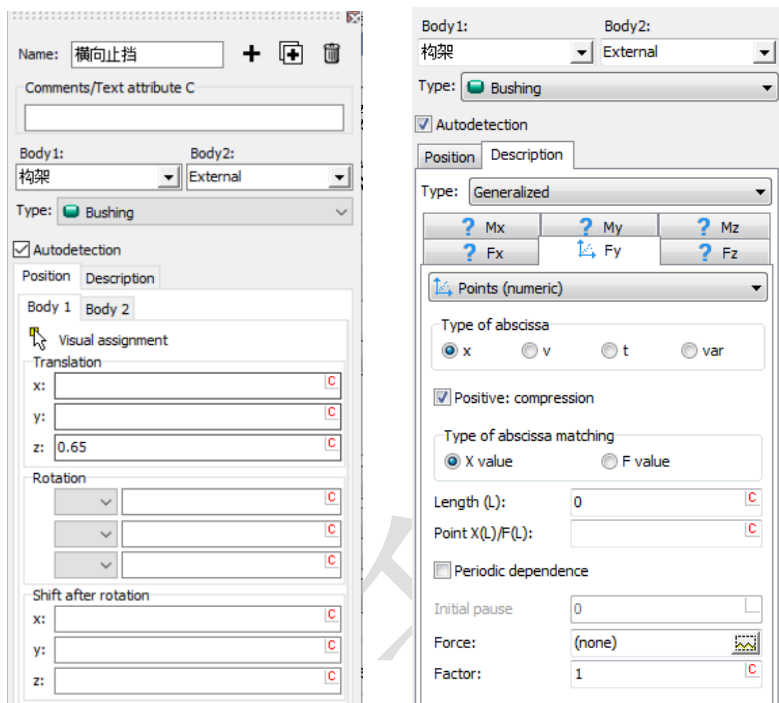 Name: 横向止挡
Comments/Text attribute C
Body1: Body2:
构架 External
Type: Bushing
Autodetection
Position Description
Body 1 Body 2
Visual assignment
Translation
x: C
y: C
z: 0.65 C
Rotation
C
C
C
Shift after rotation
x: C
y: C
z: C
Body1: Body2:
构架 External
Type: Bushing
Autodetection
Position Description
Type: Generalized
? Mx ? My ? Mz
? Fx Fy ? Fz
Points (numeric)
Type of abscissa
x v t var
Positive: compression
Type of abscissa matching
X value F value
Length (L): 0 C
Point X(L)/F(L): C
Periodic dependence
Initial pause 0
Force: (none)
Factor: 1 C